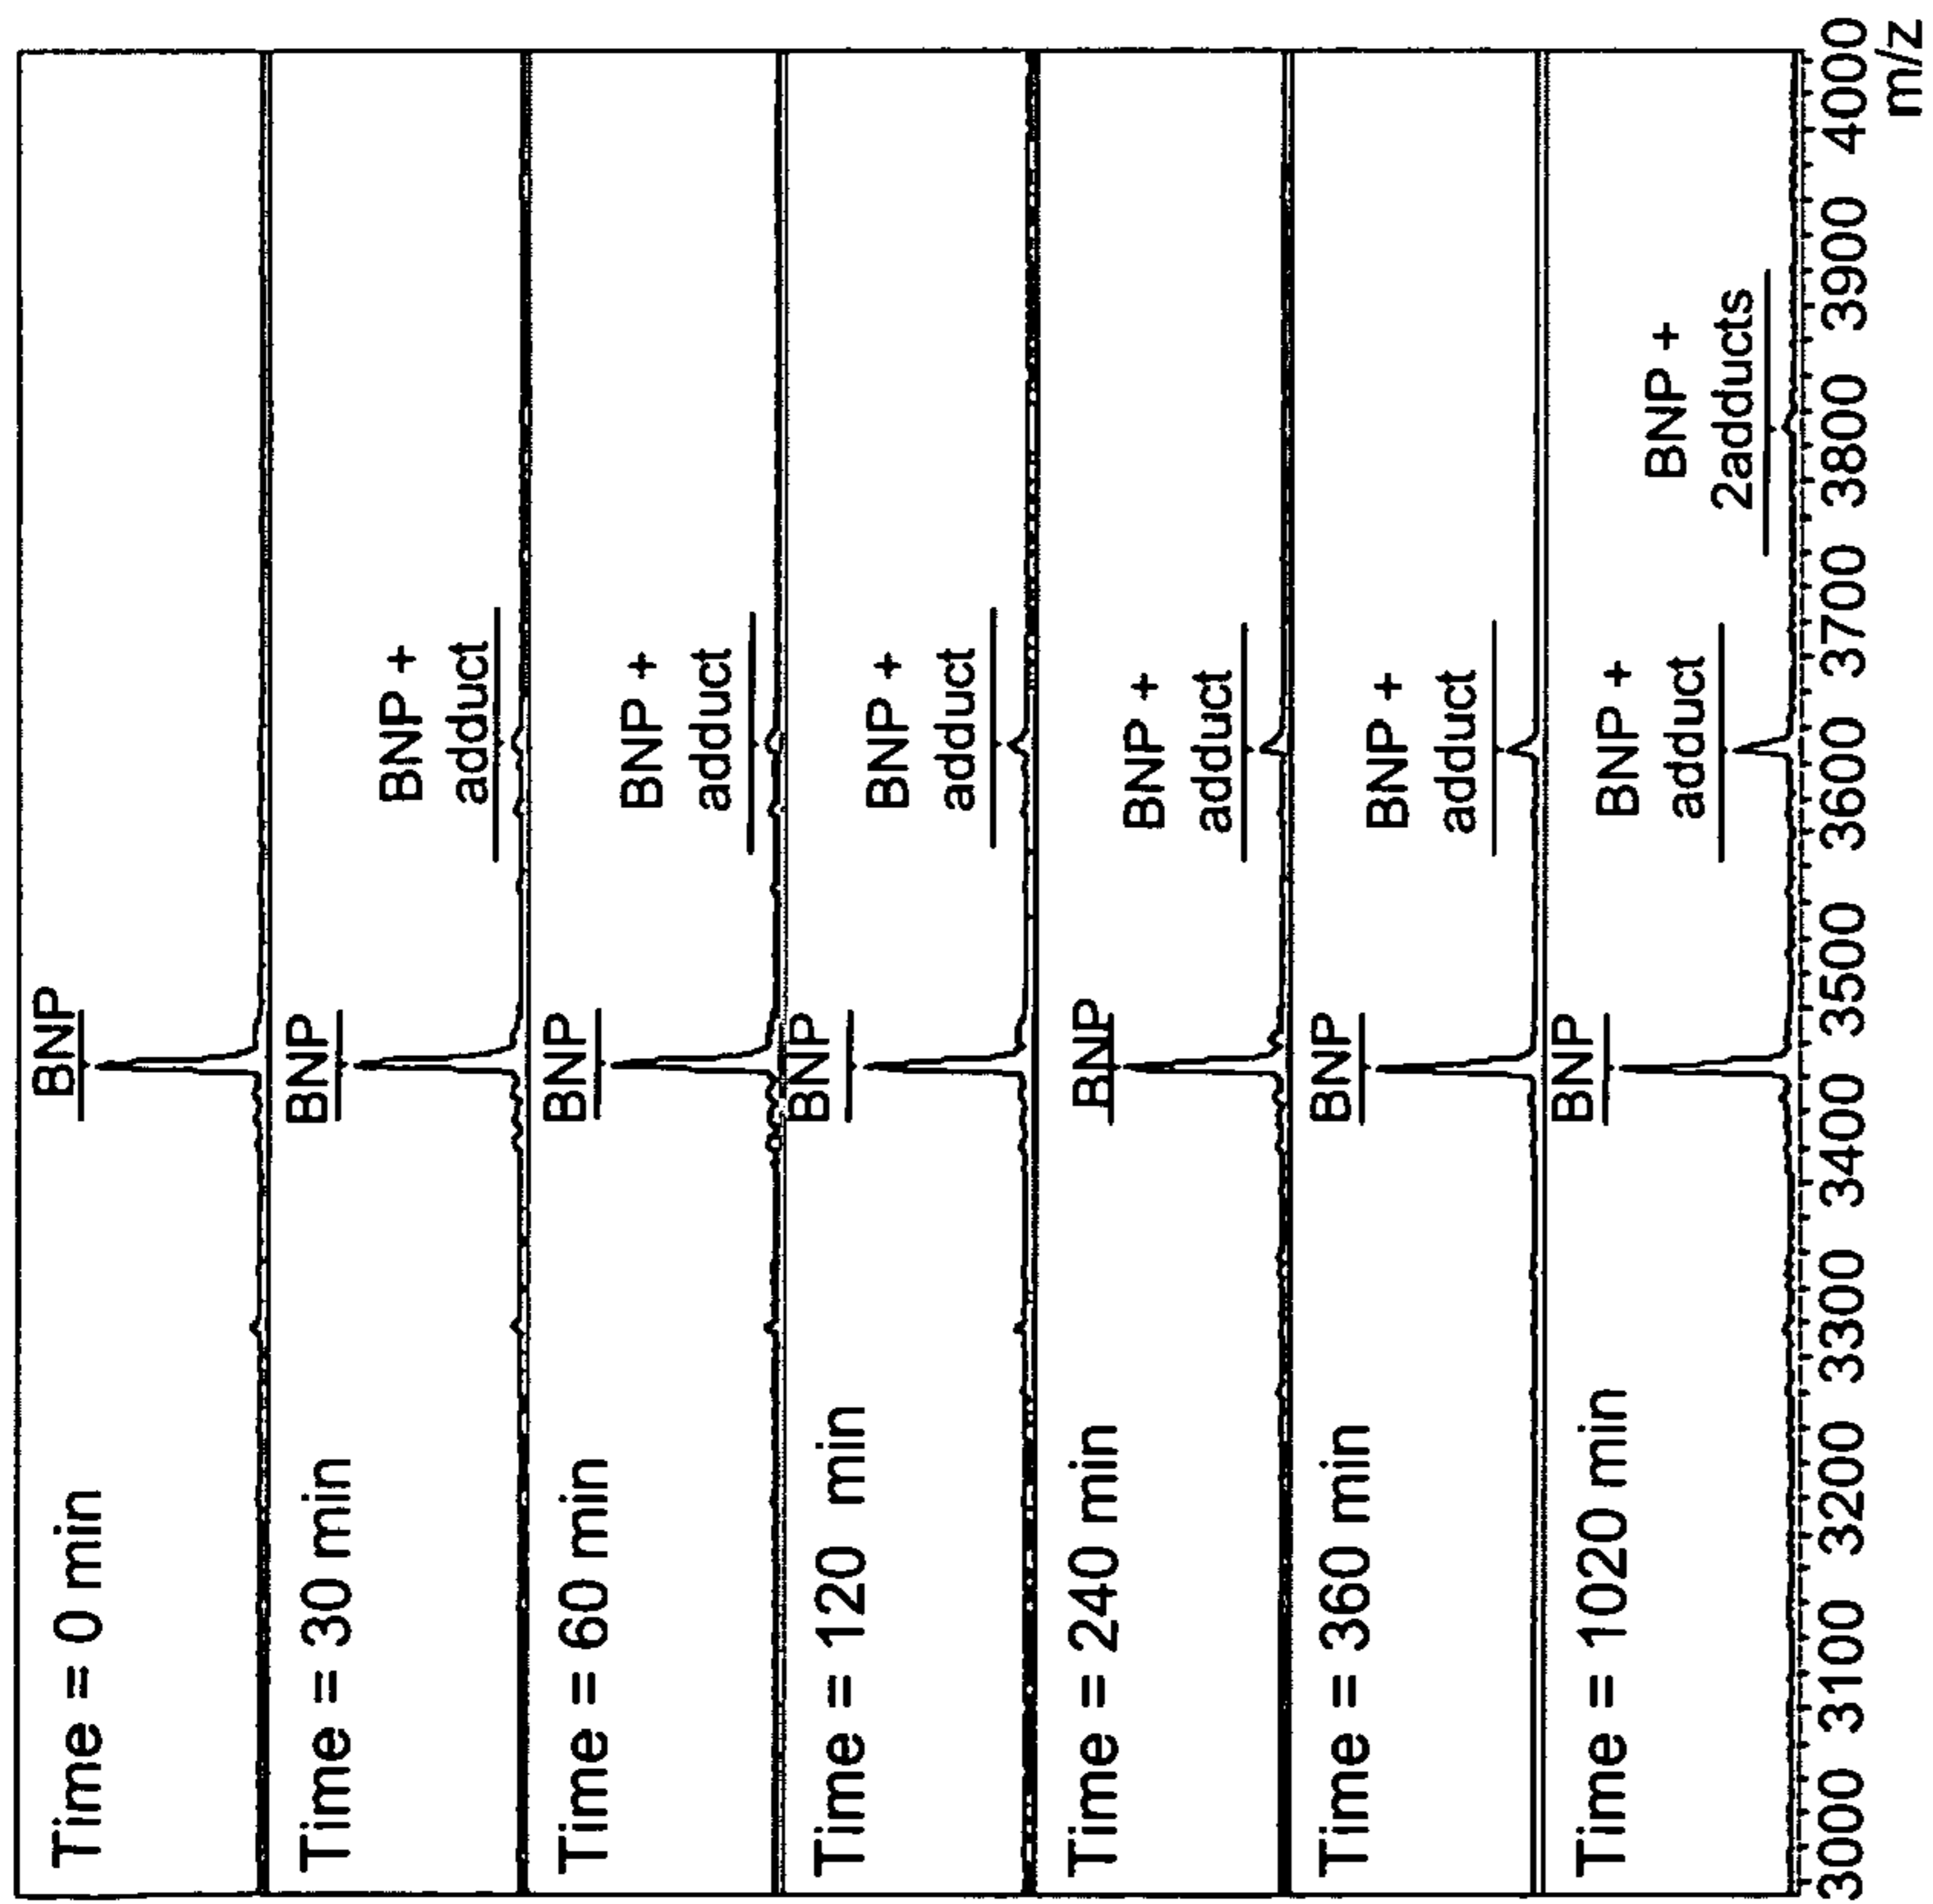 Time = 0 min
BNP
Time = 30 min
BNP
BNP +
adduct
Time = 60 min
BNP
BNP +
adduct
Time = 120 min
BNP
BNP +
adduct
Time = 240 min
BNP
BNP +
adduct
Time = 360 min
BNP
BNP +
adduct
Time = 1020 min
BNP
BNP +
adduct
BNP +
2adducts
3000 3100 3200 3300 3400 3500 3600 3700 3800 3900 4000
m/z